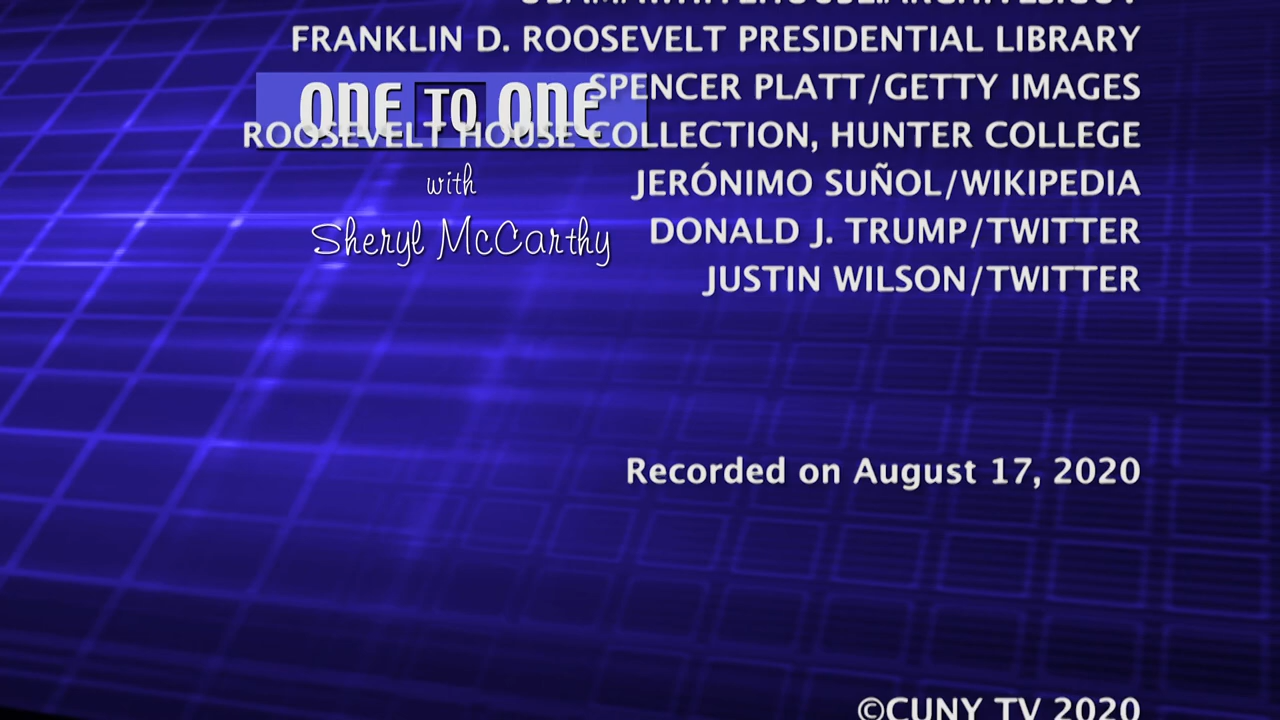 FRANKLIN D. ROOSEVELT PRESIDENTIAL LIBRARY
SPENCER PLATT/GETTY IMAGES
ROOSEVELT HOUSE COLLECTION, HUNTER COLLEGE
JERÓNIMO SUÑOL/WIKIPEDIA
DONALD J. TRUMP/TWITTER
JUSTIN WILSON/TWITTER
ONE TO ONE
with
Sheryl McCarthy
Recorded on August 17, 2020
©CUNY TV 2020